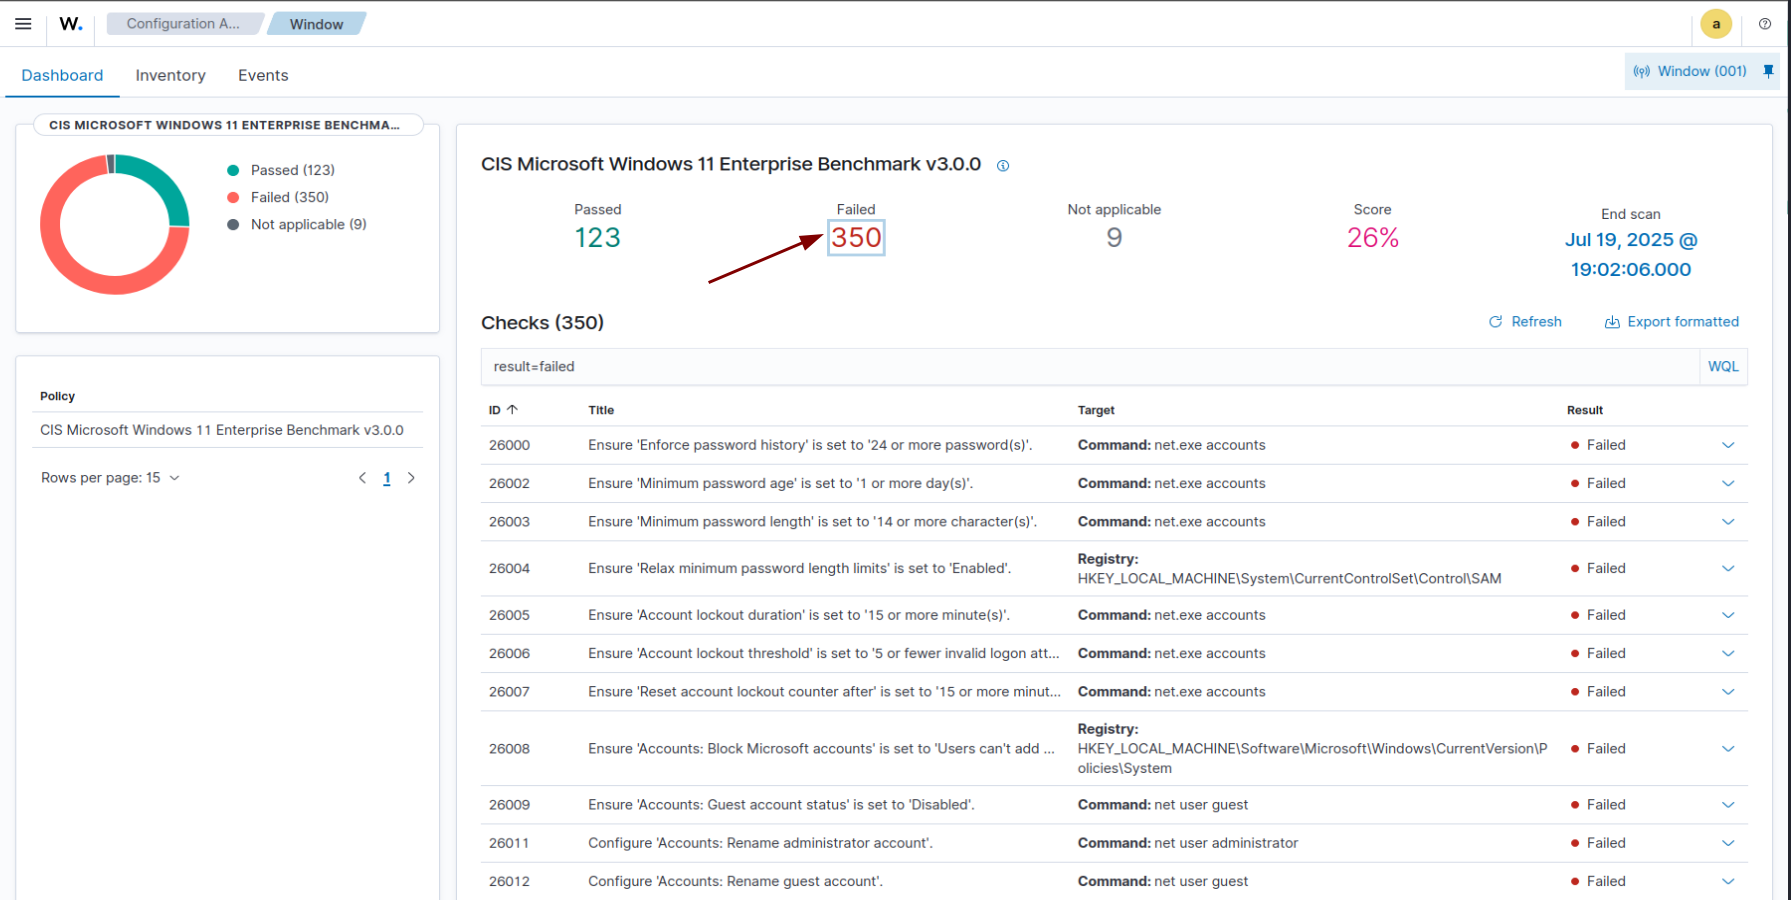 W. Configuration A... Window a
Dashboard Inventory Events Window (001)
CIS MICROSOFT WINDOWS 11 ENTERPRISE BENCHMA...
Passed (123)
Failed (350)
Not applicable (9)
Policy
CIS Microsoft Windows 11 Enterprise Benchmark v3.0.0
Rows per page: 15 1
CIS Microsoft Windows 11 Enterprise Benchmark v3.0.0
Passed
123
Failed
350
Not applicable
9
Score
26%
End scan
Jul 19, 2025 @
19:02:06.000
Checks (350) Refresh Export formatted
result=failed WQL
ID Title Target Result
26000 Ensure 'Enforce password history' is set to '24 or more password(s)'. Command: net.exe accounts Failed
26002 Ensure 'Minimum password age' is set to '1 or more day(s)'. Command: net.exe accounts Failed
26003 Ensure 'Minimum password length' is set to '14 or more character(s)'. Command: net.exe accounts Failed
26004 Ensure 'Relax minimum password length limits' is set to 'Enabled'. Registry:
HKEY_LOCAL_MACHINE\System\CurrentControlSet\Control\SAM Failed
26005 Ensure 'Account lockout duration' is set to '15 or more minute(s)'. Command: net.exe accounts Failed
26006 Ensure 'Account lockout threshold' is set to '5 or fewer invalid logon att... Command: net.exe accounts Failed
26007 Ensure 'Reset account lockout counter after' is set to '15 or more minut... Command: net.exe accounts Failed
26008 Ensure 'Accounts: Block Microsoft accounts' is set to 'Users can't add ... Registry:
HKEY_LOCAL_MACHINE\Software\Microsoft\Windows\CurrentVersion\P
olicies\System Failed
26009 Ensure 'Accounts: Guest account status' is set to 'Disabled'. Command: net user guest Failed
26011 Configure 'Accounts: Rename administrator account'. Command: net user administrator Failed
26012 Configure 'Accounts: Rename guest account'. Command: net user guest Failed